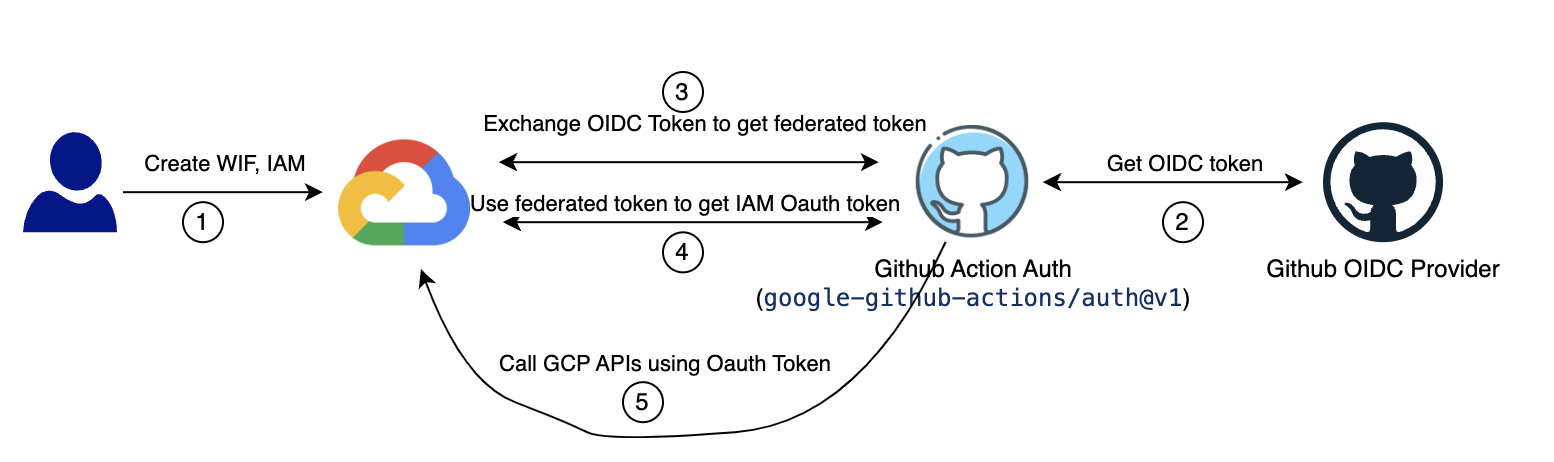 3
Exchange OIDC Token to get federated token
Create WIF, IAM
1
Use federated token to get IAM Oauth token
4
Get OIDC token
2
Github Action Auth
(google-github-actions/auth@v1)
Github OIDC Provider
Call GCP APIs using Oauth Token
5